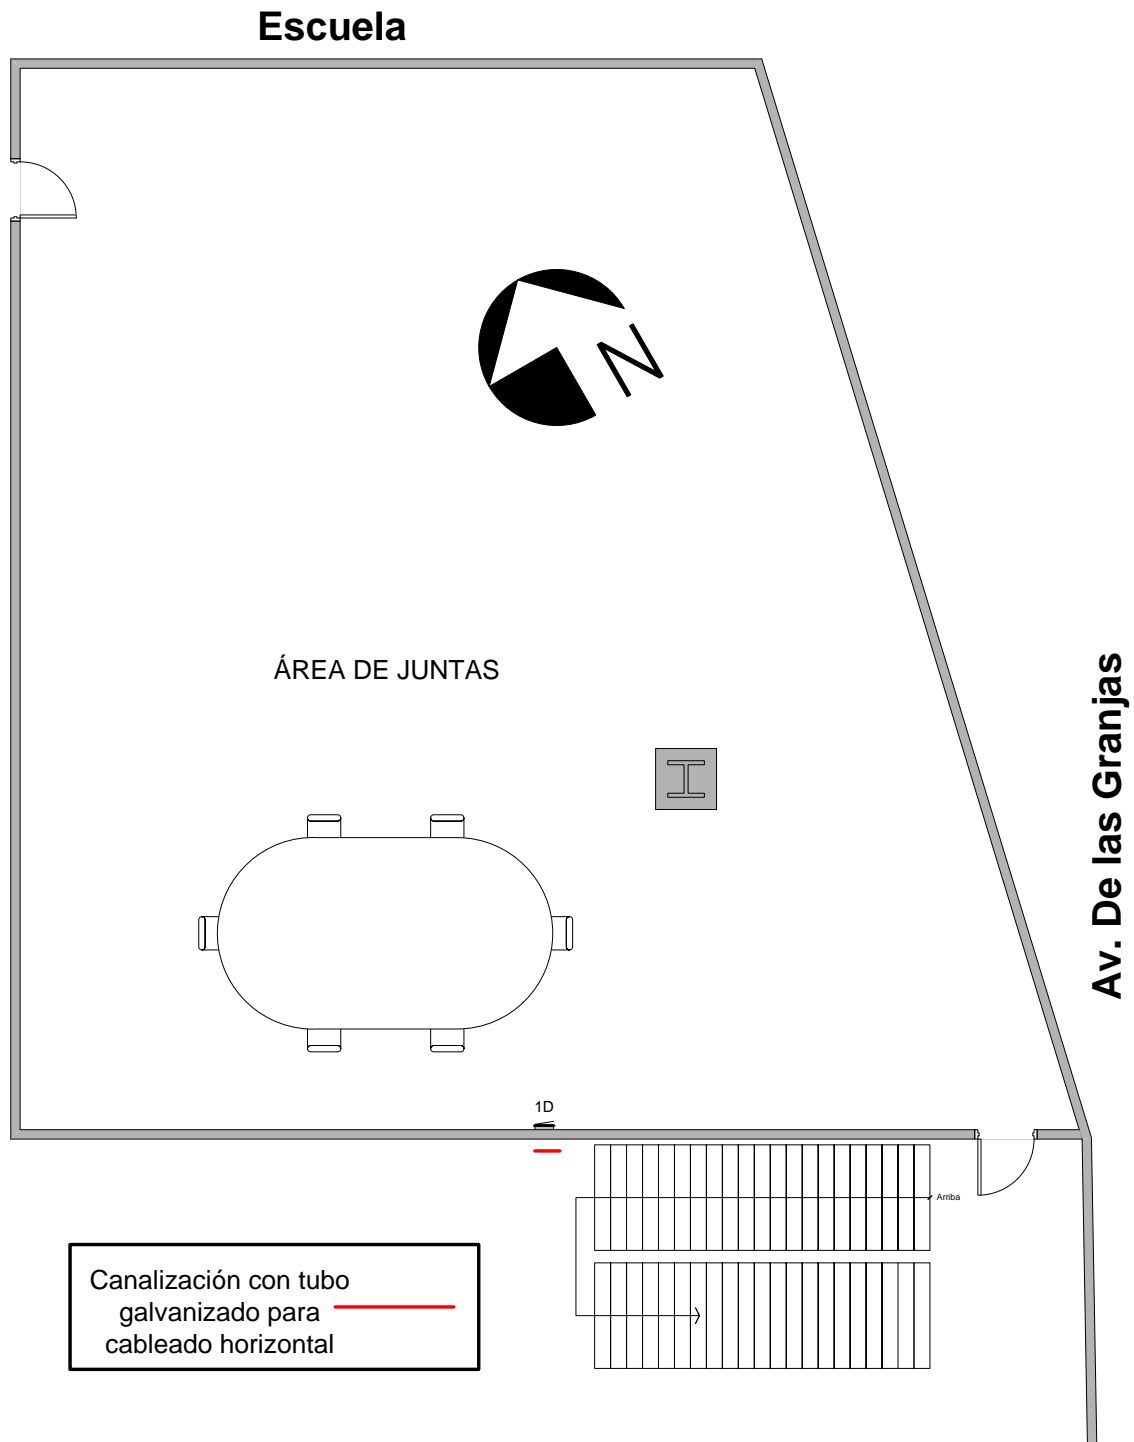 Escuela
N
ÁREA DE JUNTAS
Av. De las Granjas
1D
Arriba
Canalización con tubo
galvanizado para
cableado horizontal